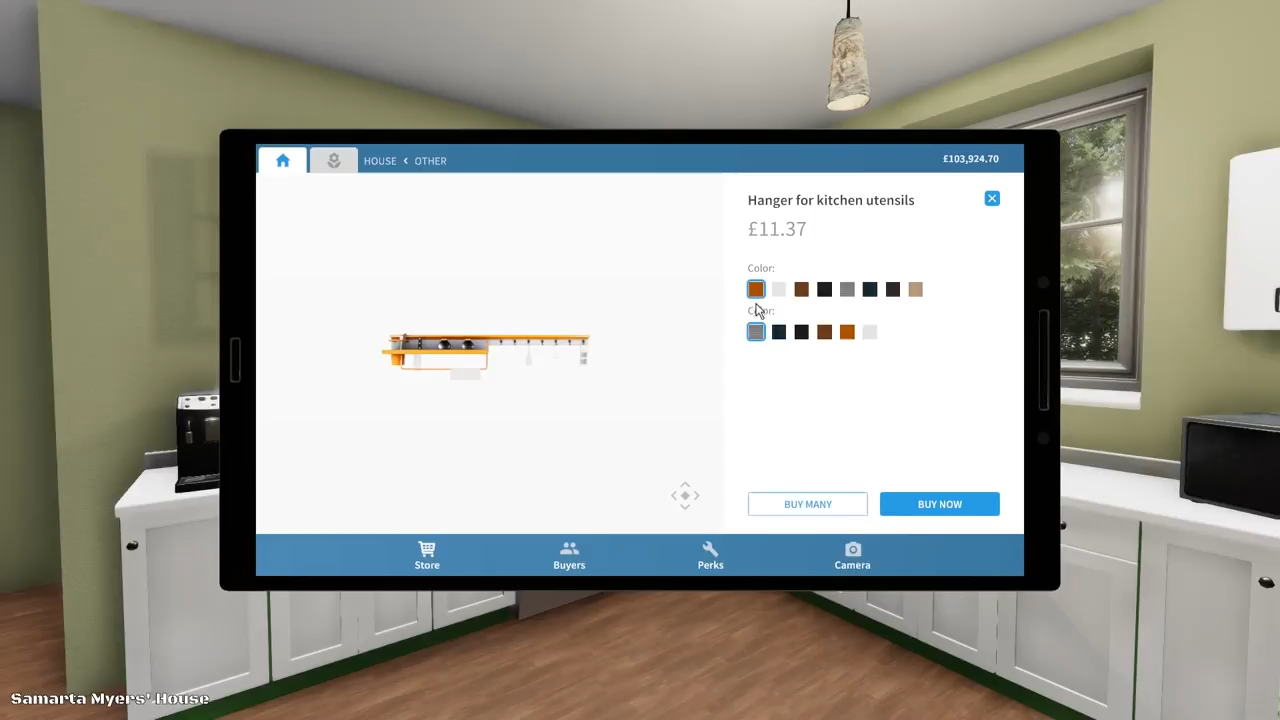 HOUSE < OTHER
£103,924.70
Hanger for kitchen utensils
£11.37
Color:
Color:
BUY MANY
BUY NOW
Store
Buyers
Perks
Camera
Samarta Myers' House